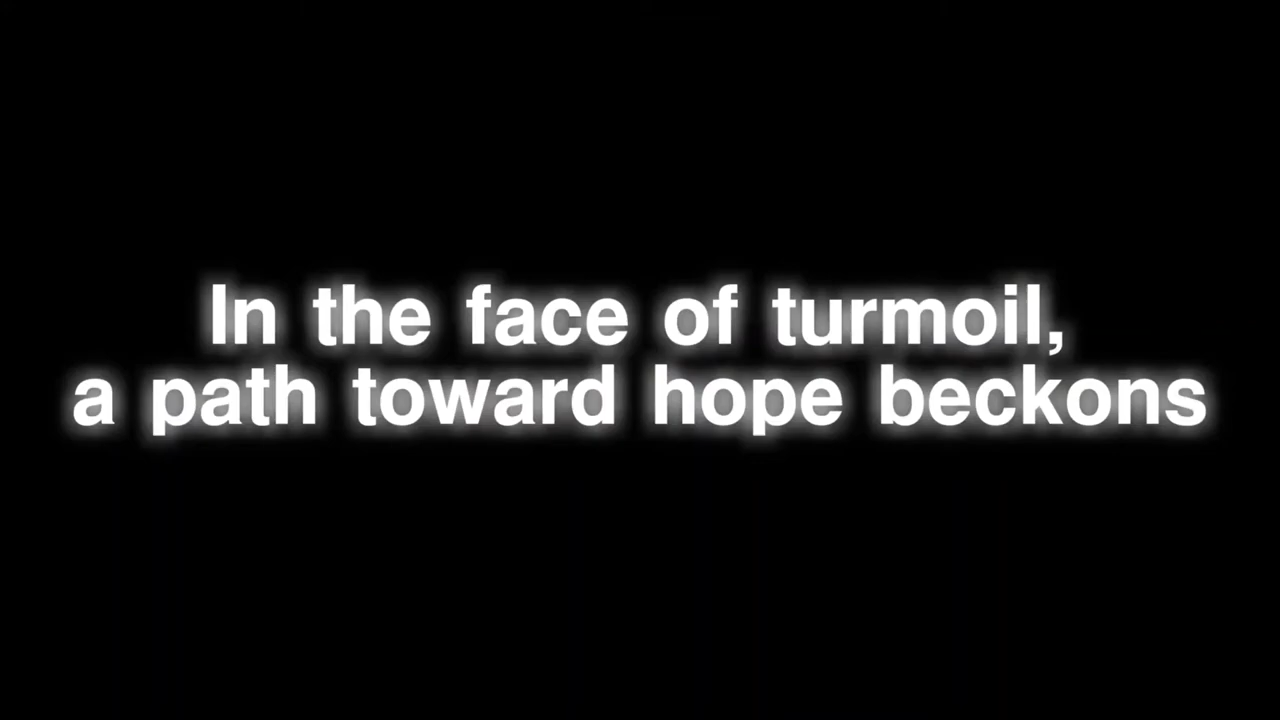 In the face of turmoil,
a path toward hope beckons